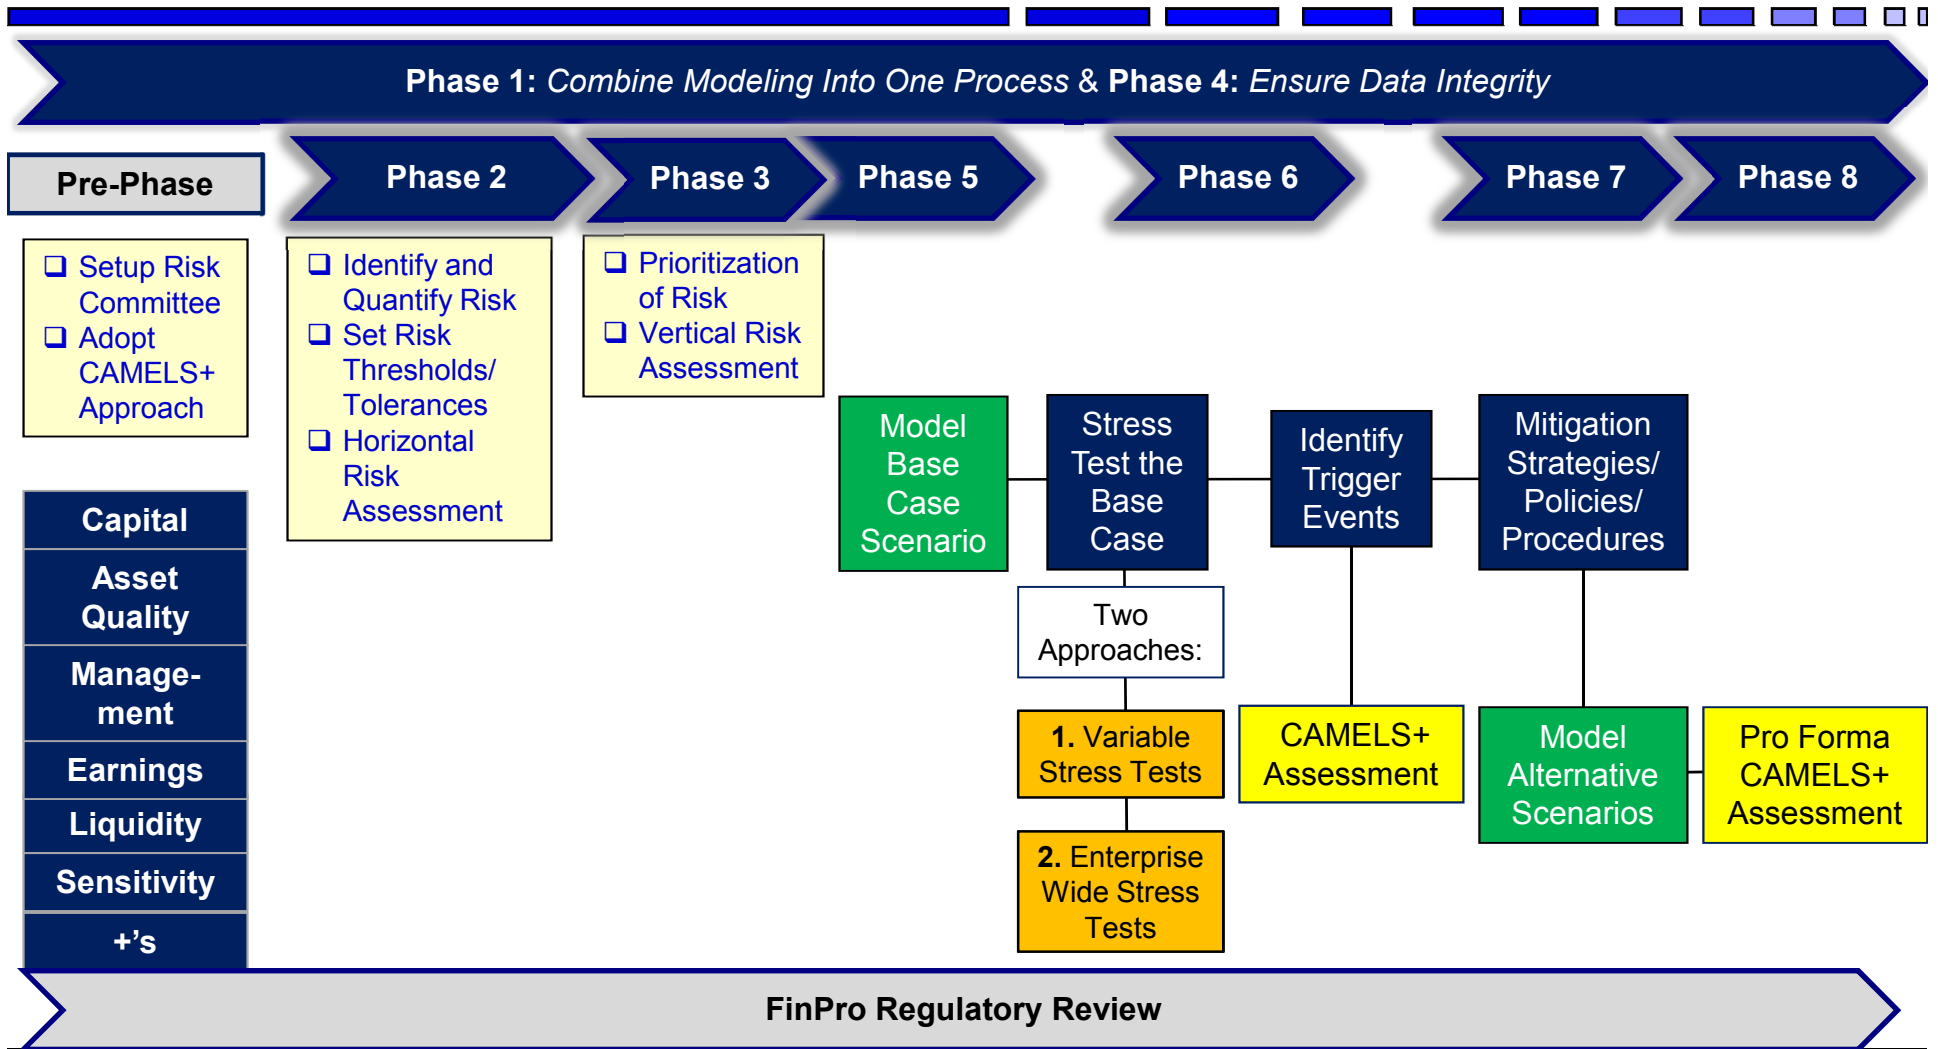 Phase 1: Combine Modeling Into One Process & Phase 4: Ensure Data Integrity
Pre-Phase
Phase 2
Phase 3
Phase 5
Phase 6
Phase 7
Phase 8
Setup Risk
Committee
Adopt
CAMELS+
Approach
Identify and
Quantify Risk
Set Risk
Thresholds/
Tolerances
Horizontal
Risk
Assessment
Prioritization
of Risk
Vertical Risk
Assessment
Model
Base
Case
Scenario
Stress
Test the
Base
Case
Identify
Trigger
Events
Mitigation
Strategies/
Policies/
Procedures
Two
Approaches:
1. Variable
Stress Tests
2. Enterprise
Wide Stress
Tests
CAMELS+
Assessment
Model
Alternative
Scenarios
Pro Forma
CAMELS+
Assessment
Capital
Asset
Quality
Manage-
ment
Earnings
Liquidity
Sensitivity
+’s
FinPro Regulatory Review